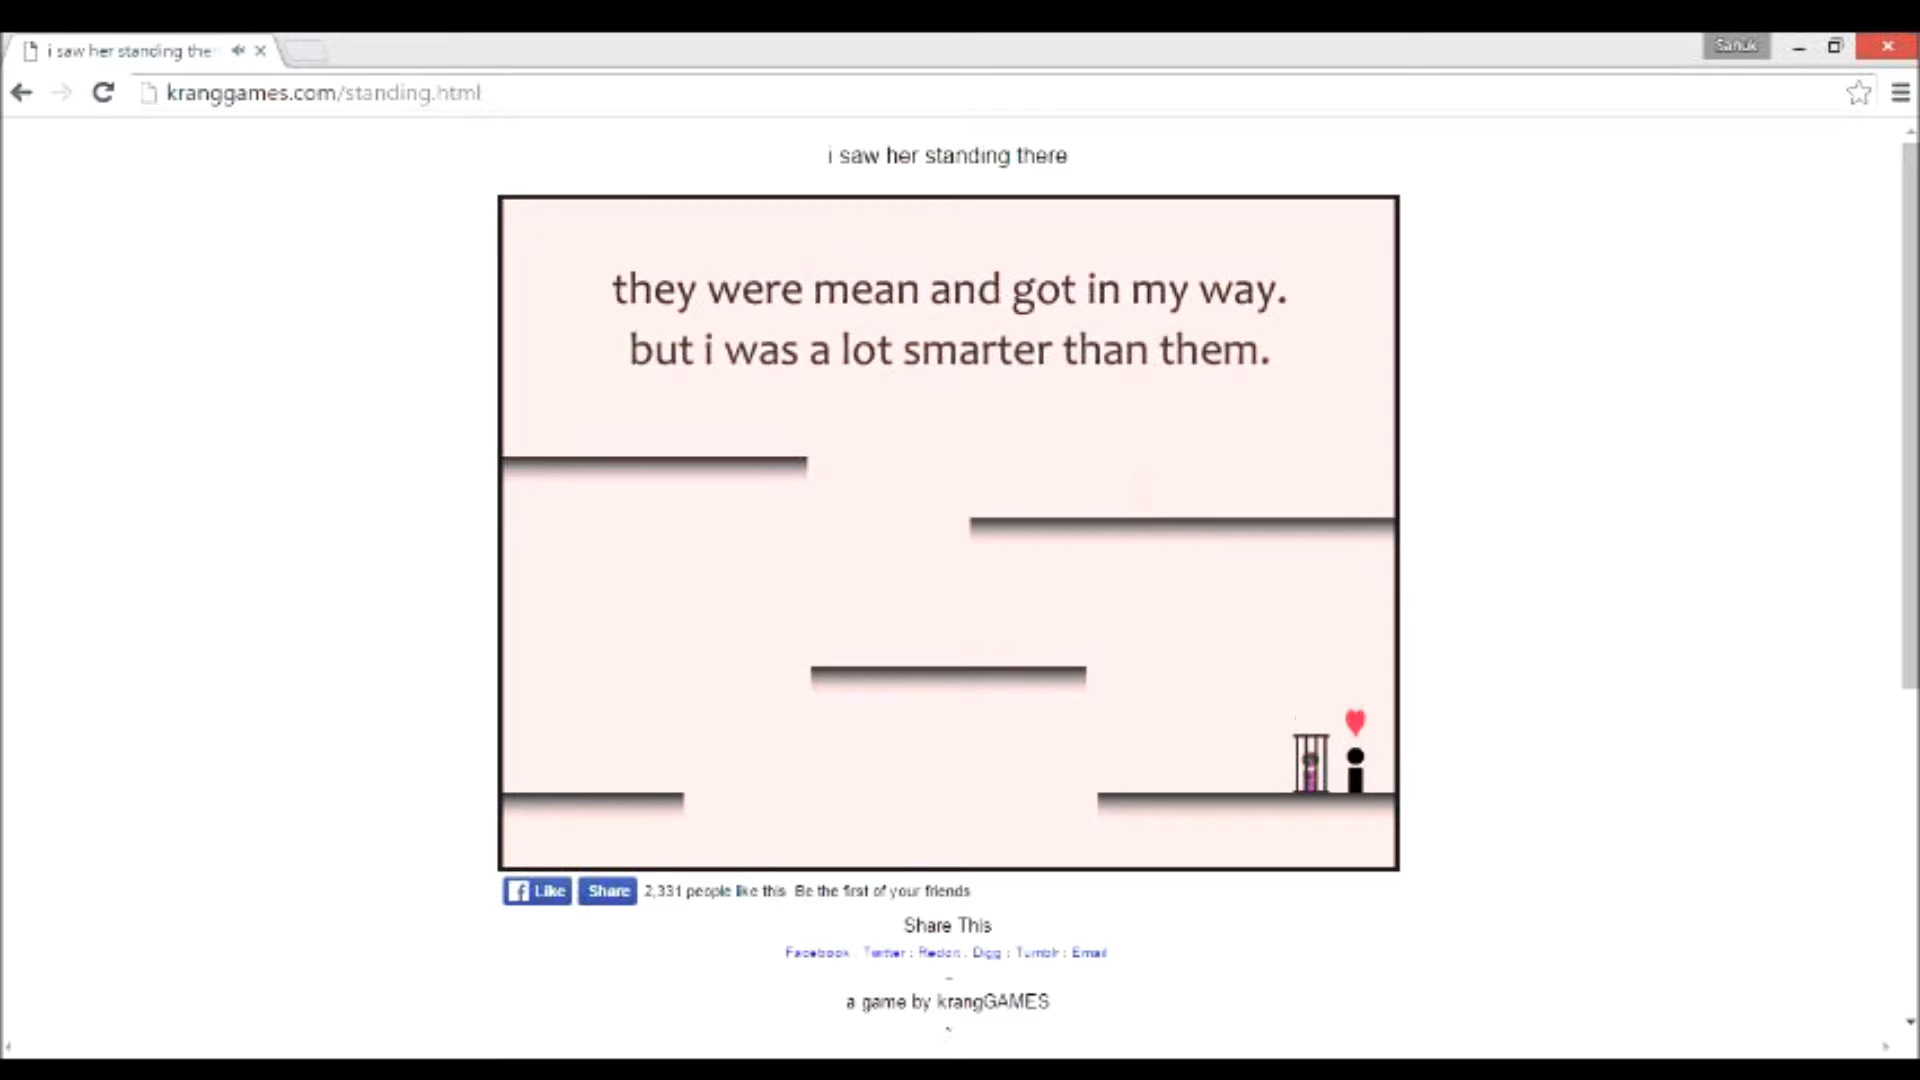 i saw her standing the
Sanuk
kranggames.com/standing.html
i saw her standing there
they were mean and got in my way.
but i was a lot smarter than them.
Like Share 2,331 people like this. Be the first of your friends
Share This
Facebook : Twitter : Reddit : Digg : Tumblr : Email
-
a game by krangGAMES